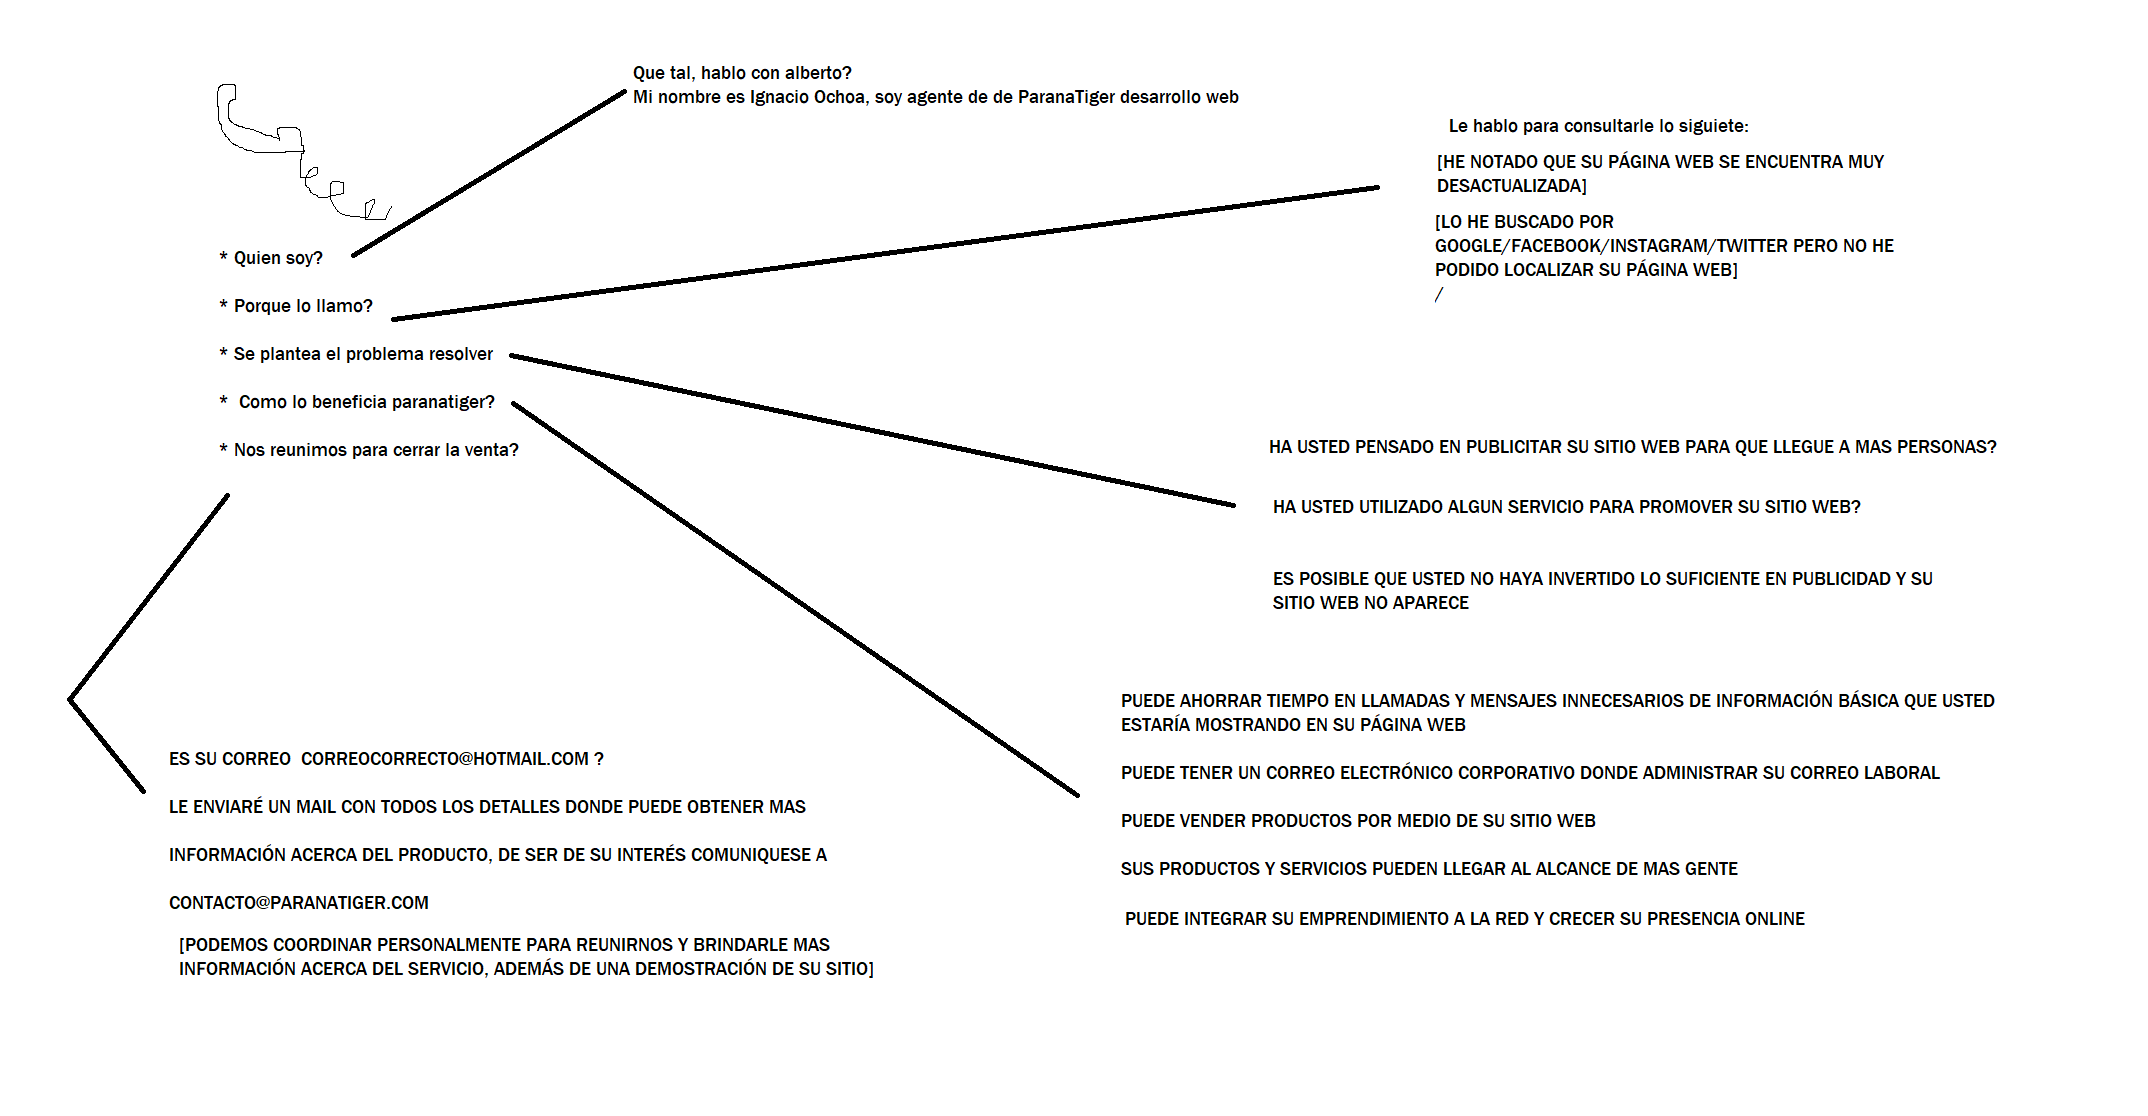 Que tal, hablo con alberto?
Mi nombre es Ignacio Ochoa, soy agente de de ParanaTiger desarrollo web
Le hablo para consultarle lo siguiete:
[HE NOTADO QUE SU PÁGINA WEB SE ENCUENTRA MUY
DESACTUALIZADA]
[LO HE BUSCADO POR
GOOGLE/FACEBOOK/INSTAGRAM/TWITTER PERO NO HE
PODIDO LOCALIZAR SU PÁGINA WEB]
/
* Quien soy?
* Porque lo llamo?
* Se plantea el problema resolver
* Como lo beneficia paranatiger?
* Nos reunimos para cerrar la venta?
HA USTED PENSADO EN PUBLICITAR SU SITIO WEB PARA QUE LLEGUE A MAS PERSONAS?
HA USTED UTILIZADO ALGUN SERVICIO PARA PROMOVER SU SITIO WEB?
ES POSIBLE QUE USTED NO HAYA INVERTIDO LO SUFICIENTE EN PUBLICIDAD Y SU
SITIO WEB NO APARECE
PUEDE AHORRAR TIEMPO EN LLAMADAS Y MENSAJES INNECESARIOS DE INFORMACIÓN BÁSICA QUE USTED
ESTARÍA MOSTRANDO EN SU PÁGINA WEB
PUEDE TENER UN CORREO ELECTRÓNICO CORPORATIVO DONDE ADMINISTRAR SU CORREO LABORAL
PUEDE VENDER PRODUCTOS POR MEDIO DE SU SITIO WEB
SUS PRODUCTOS Y SERVICIOS PUEDEN LLEGAR AL ALCANCE DE MAS GENTE
PUEDE INTEGRAR SU EMPRENDIMIENTO A LA RED Y CRECER SU PRESENCIA ONLINE
ES SU CORREO CORREOCORRECTO@HOTMAIL.COM ?
LE ENVIARÉ UN MAIL CON TODOS LOS DETALLES DONDE PUEDE OBTENER MAS
INFORMACIÓN ACERCA DEL PRODUCTO, DE SER DE SU INTERÉS COMUNIQUESE A
CONTACTO@PARANATIGER.COM
[PODEMOS COORDINAR PERSONALMENTE PARA REUNIRNOS Y BRINDARLE MAS
INFORMACIÓN ACERCA DEL SERVICIO, ADEMÁS DE UNA DEMOSTRACIÓN DE SU SITIO]